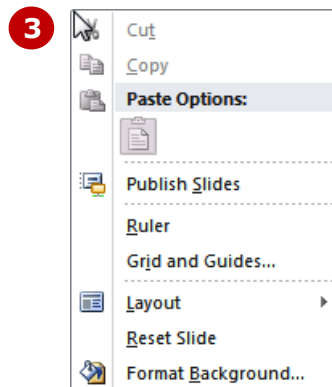 3
Cut
Copy
Paste Options:
Publish Slides
Ruler
Grid and Guides...
Layout
Reset Slide
Format Background...